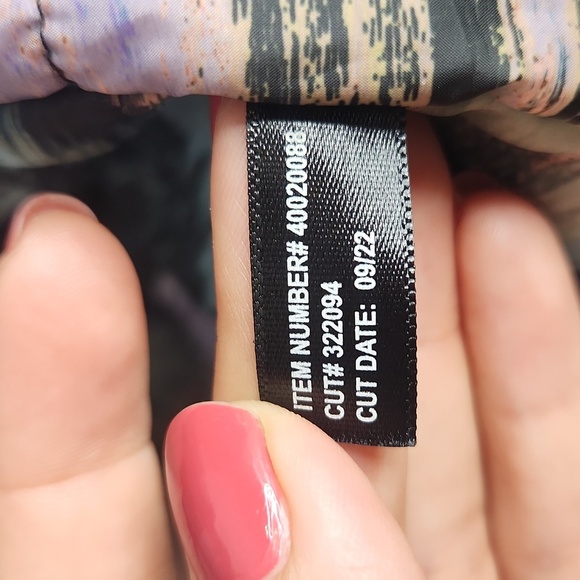 ITEM NUMBER# 40020088
CUT# 322094
CUT DATE: 09/22